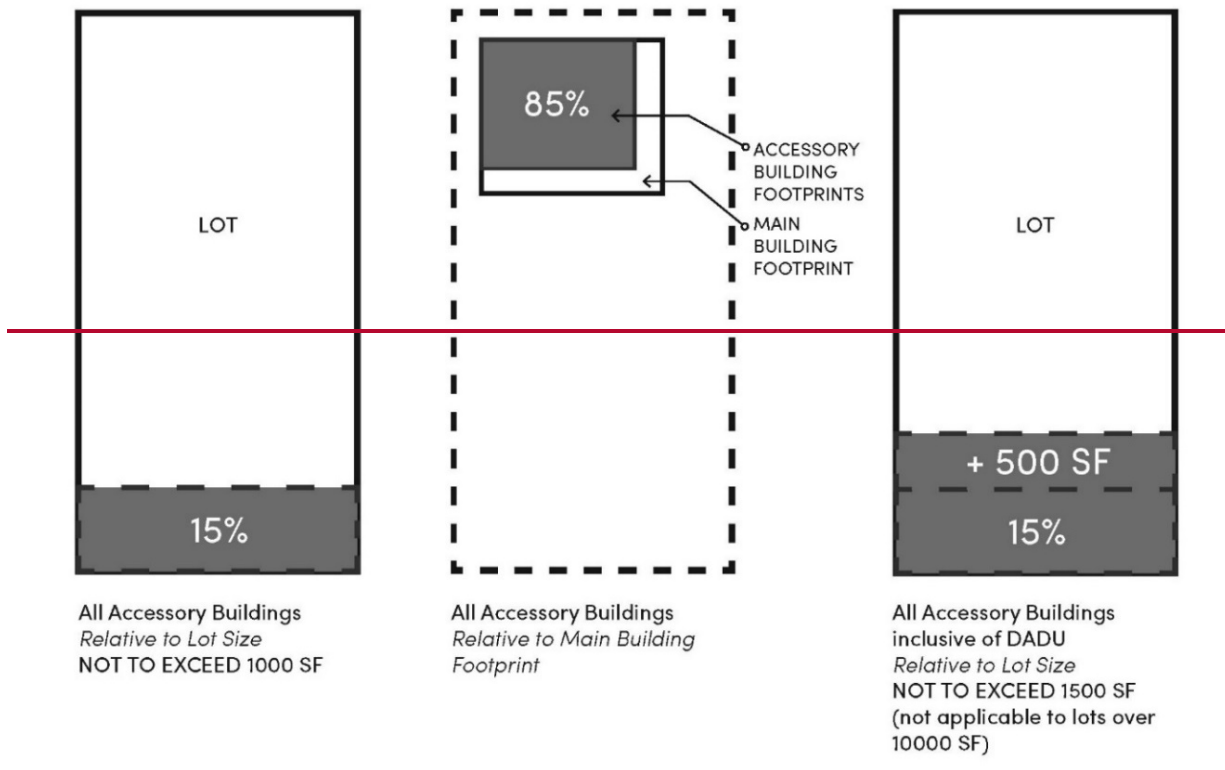 LOT
15%
All Accessory Buildings
Relative to Lot Size
NOT TO EXCEED 1000 SF
85%
ACCESSORY
BUILDING
FOOTPRINTS
MAIN
BUILDING
FOOTPRINT
All Accessory Buildings
Relative to Main Building
Footprint
LOT
+ 500 SF
15%
All Accessory Buildings
inclusive of DADU
Relative to Lot Size
NOT TO EXCEED 1500 SF
(not applicable to lots over
10000 SF)